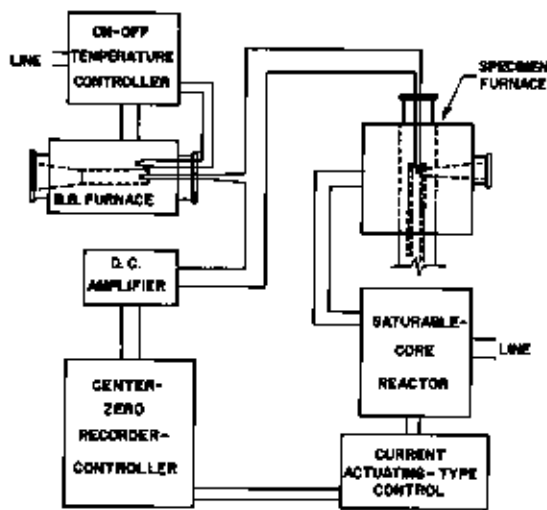 ON-OFF
TEMPERATURE
CONTROLLER
LINE
SPECIMEN
FURNACE
B.B. FURNACE
D.C.
AMPLIFIER
SATURABLE-
CORE
REACTOR
LINE
CENTER-
ZERO
RECORDER-
CONTROLLER
CURRENT
ACTUATING-TYPE
CONTROL